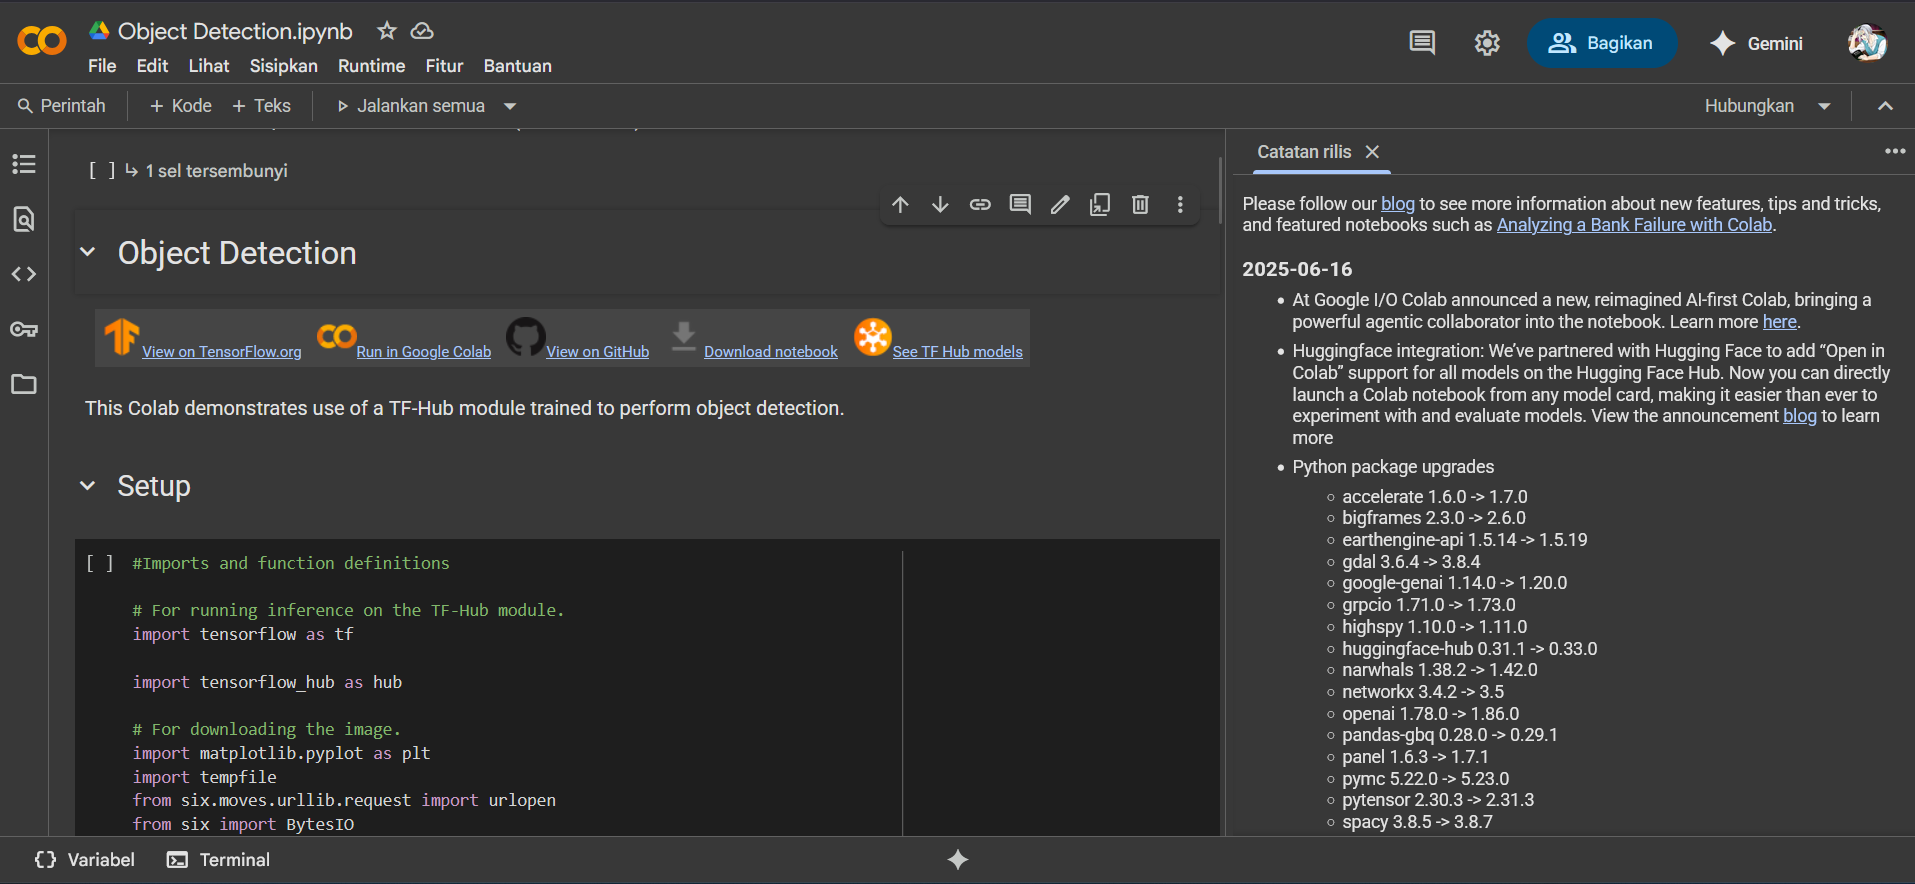 Object Detection.ipynb
File Edit Lihat Sisipkan Runtime Fitur Bantuan
Bagikan
Gemini
Perintah + Kode + Teks Jalankan semua
Hubungkan
[ ] ↳ 1 sel tersembunyi
Object Detection
View on TensorFlow.org Run in Google Colab View on GitHub Download notebook See TF Hub models
This Colab demonstrates use of a TF-Hub module trained to perform object detection.
Setup
[ ] #Imports and function definitions
# For running inference on the TF-Hub module.
import tensorflow as tf
import tensorflow_hub as hub
# For downloading the image.
import matplotlib.pyplot as plt
import tempfile
from six.moves.urllib.request import urlopen
from six import BytesIO
Catatan rilis
Please follow our blog to see more information about new features, tips and tricks,
and featured notebooks such as Analyzing a Bank Failure with Colab.
2025-06-16
• At Google I/O Colab announced a new, reimagined AI-first Colab, bringing a
powerful agentic collaborator into the notebook. Learn more here.
• Huggingface integration: We’ve partnered with Hugging Face to add “Open in
Colab” support for all models on the Hugging Face Hub. Now you can directly
launch a Colab notebook from any model card, making it easier than ever to
experiment with and evaluate models. View the announcement blog to learn
more
• Python package upgrades
◦ accelerate 1.6.0 -> 1.7.0
◦ bigframes 2.3.0 -> 2.6.0
◦ earthengine-api 1.5.14 -> 1.5.19
◦ gdal 3.6.4 -> 3.8.4
◦ google-genai 1.14.0 -> 1.20.0
◦ grpcio 1.71.0 -> 1.73.0
◦ highspy 1.10.0 -> 1.11.0
◦ huggingface-hub 0.31.1 -> 0.33.0
◦ narwhals 1.38.2 -> 1.42.0
◦ networkx 3.4.2 -> 3.5
◦ openai 1.78.0 -> 1.86.0
◦ pandas-gbq 0.28.0 -> 0.29.1
◦ panel 1.6.3 -> 1.7.1
◦ pymc 5.22.0 -> 5.23.0
◦ pytensor 2.30.3 -> 2.31.3
◦ spacy 3.8.5 -> 3.8.7
Variabel Terminal